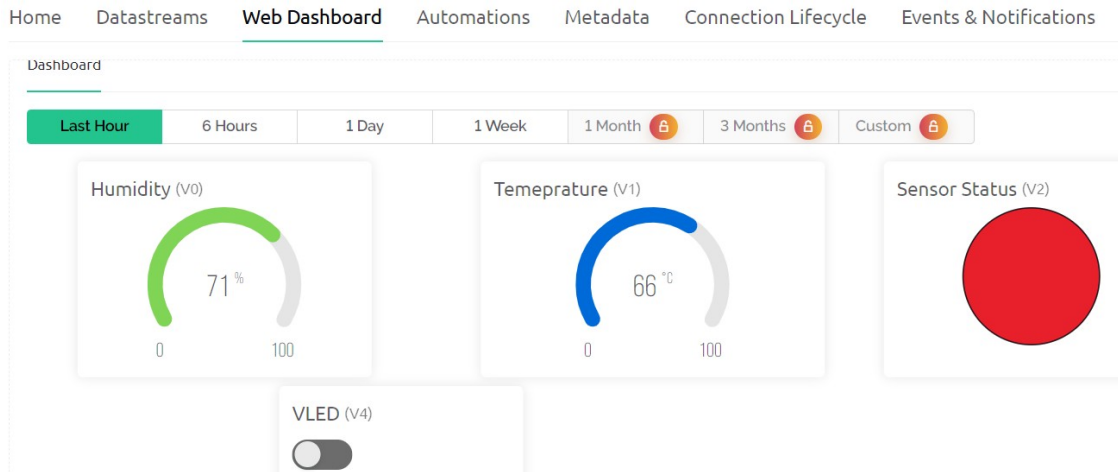 Home Datastreams Web Dashboard Automations Metadata Connection Lifecycle Events & Notifications
Dashboard
Last Hour 6 Hours 1 Day 1 Week 1 Month 3 Months Custom
Humidity (V0) Temeprature (V1) Sensor Status (V2)
71 % 66 °C
0 100 0 100
VLED (V4)